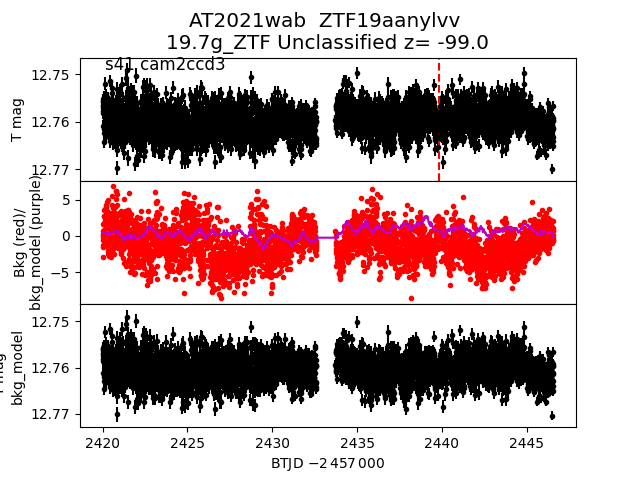 AT2021wab ZTF19aanylvv
19.7g_ZTF Unclassified z= -99.0
s41 cam2ccd3
12.75
12.76
12.77
T mag
5
0
−5
Bkg (red)/
bkg_model (purple)
12.75
12.76
12.77
mag
bkg_model
2420
2425
2430
2435
2440
2445
BTJD −2 457 000